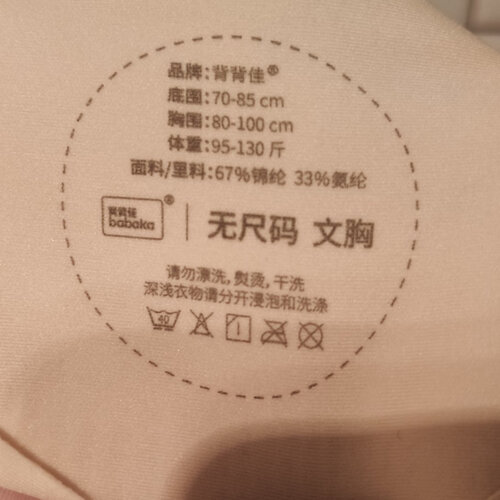 品牌:背背佳®
底围:70-85 cm
胸围:80-100 cm
体重:95-130 斤
面料/里料:67%锦纶 33%氨纶
背背佳
babaka
®
无尺码 文胸
请勿漂洗,熨烫,干洗
深浅衣物请分开浸泡和洗涤
40